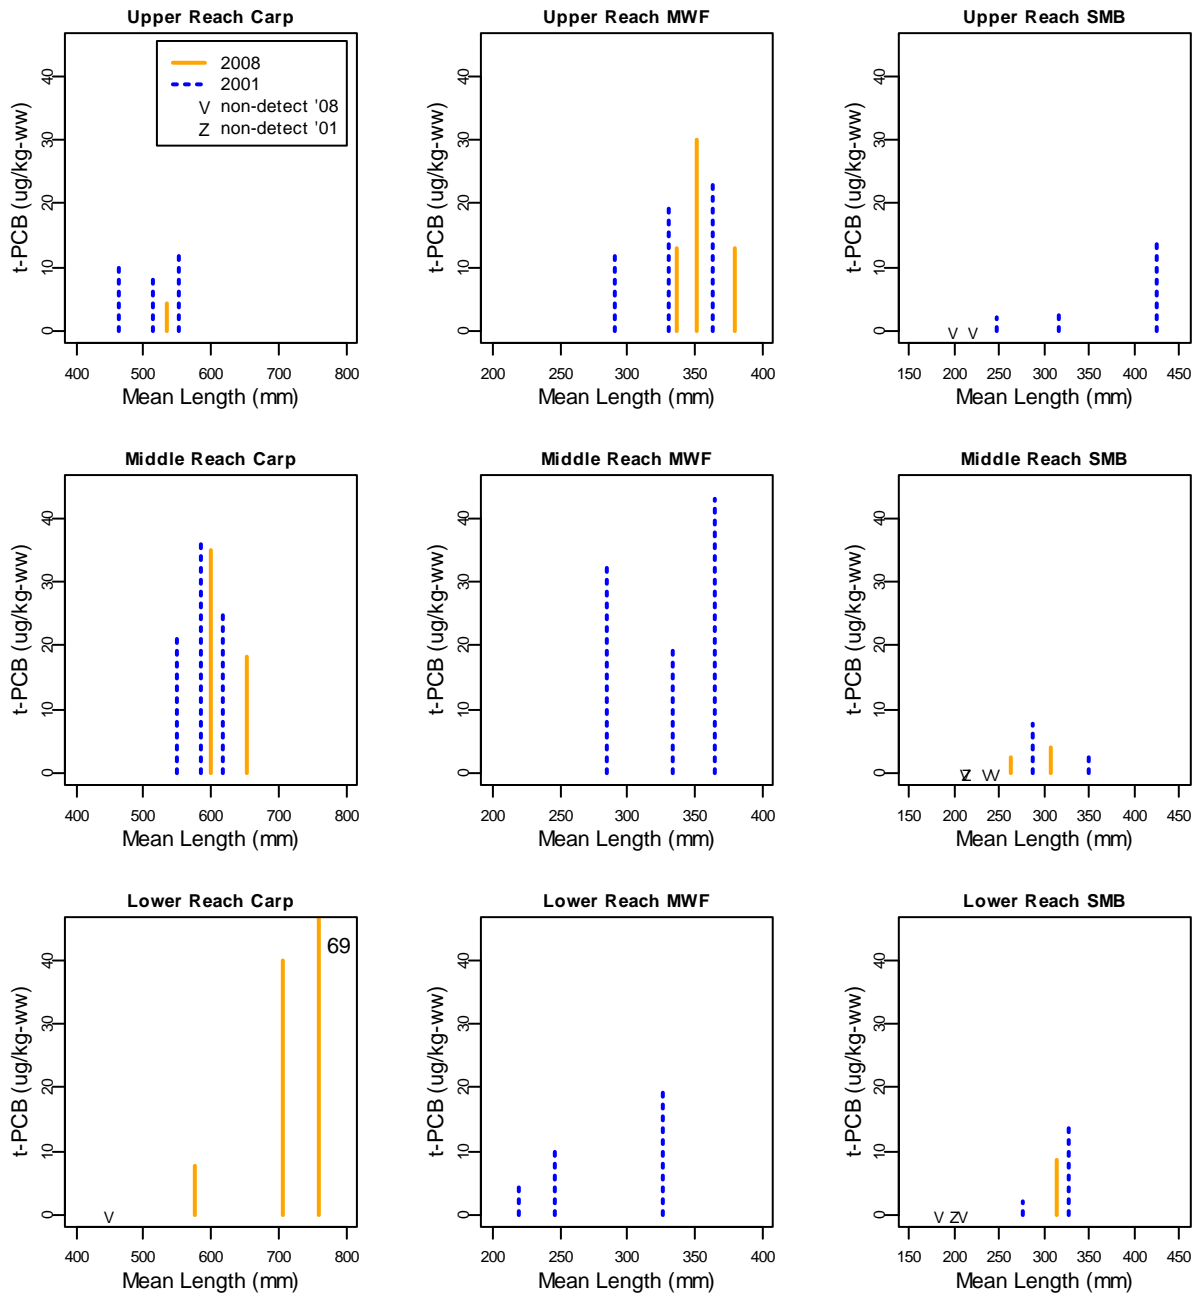 Upper Reach Carp
t-PCB (ug/kg-ww)
40
30
20
10
0
2008
2001
V non-detect '08
Z non-detect '01
400 500 600 700 800
Mean Length (mm)
Upper Reach MWF
t-PCB (ug/kg-ww)
40
30
20
10
0
200 250 300 350 400
Mean Length (mm)
Upper Reach SMB
t-PCB (ug/kg-ww)
40
30
20
10
0
V V
150 200 250 300 350 400 450
Mean Length (mm)
Middle Reach Carp
t-PCB (ug/kg-ww)
40
30
20
10
0
400 500 600 700 800
Mean Length (mm)
Middle Reach MWF
t-PCB (ug/kg-ww)
40
30
20
10
0
200 250 300 350 400
Mean Length (mm)
Middle Reach SMB
t-PCB (ug/kg-ww)
40
30
20
10
0
V Z V V
150 200 250 300 350 400 450
Mean Length (mm)
Lower Reach Carp
t-PCB (ug/kg-ww)
40
30
20
10
0
69
V
400 500 600 700 800
Mean Length (mm)
Lower Reach MWF
t-PCB (ug/kg-ww)
40
30
20
10
0
200 250 300 350 400
Mean Length (mm)
Lower Reach SMB
t-PCB (ug/kg-ww)
40
30
20
10
0
V Z V
150 200 250 300 350 400 450
Mean Length (mm)